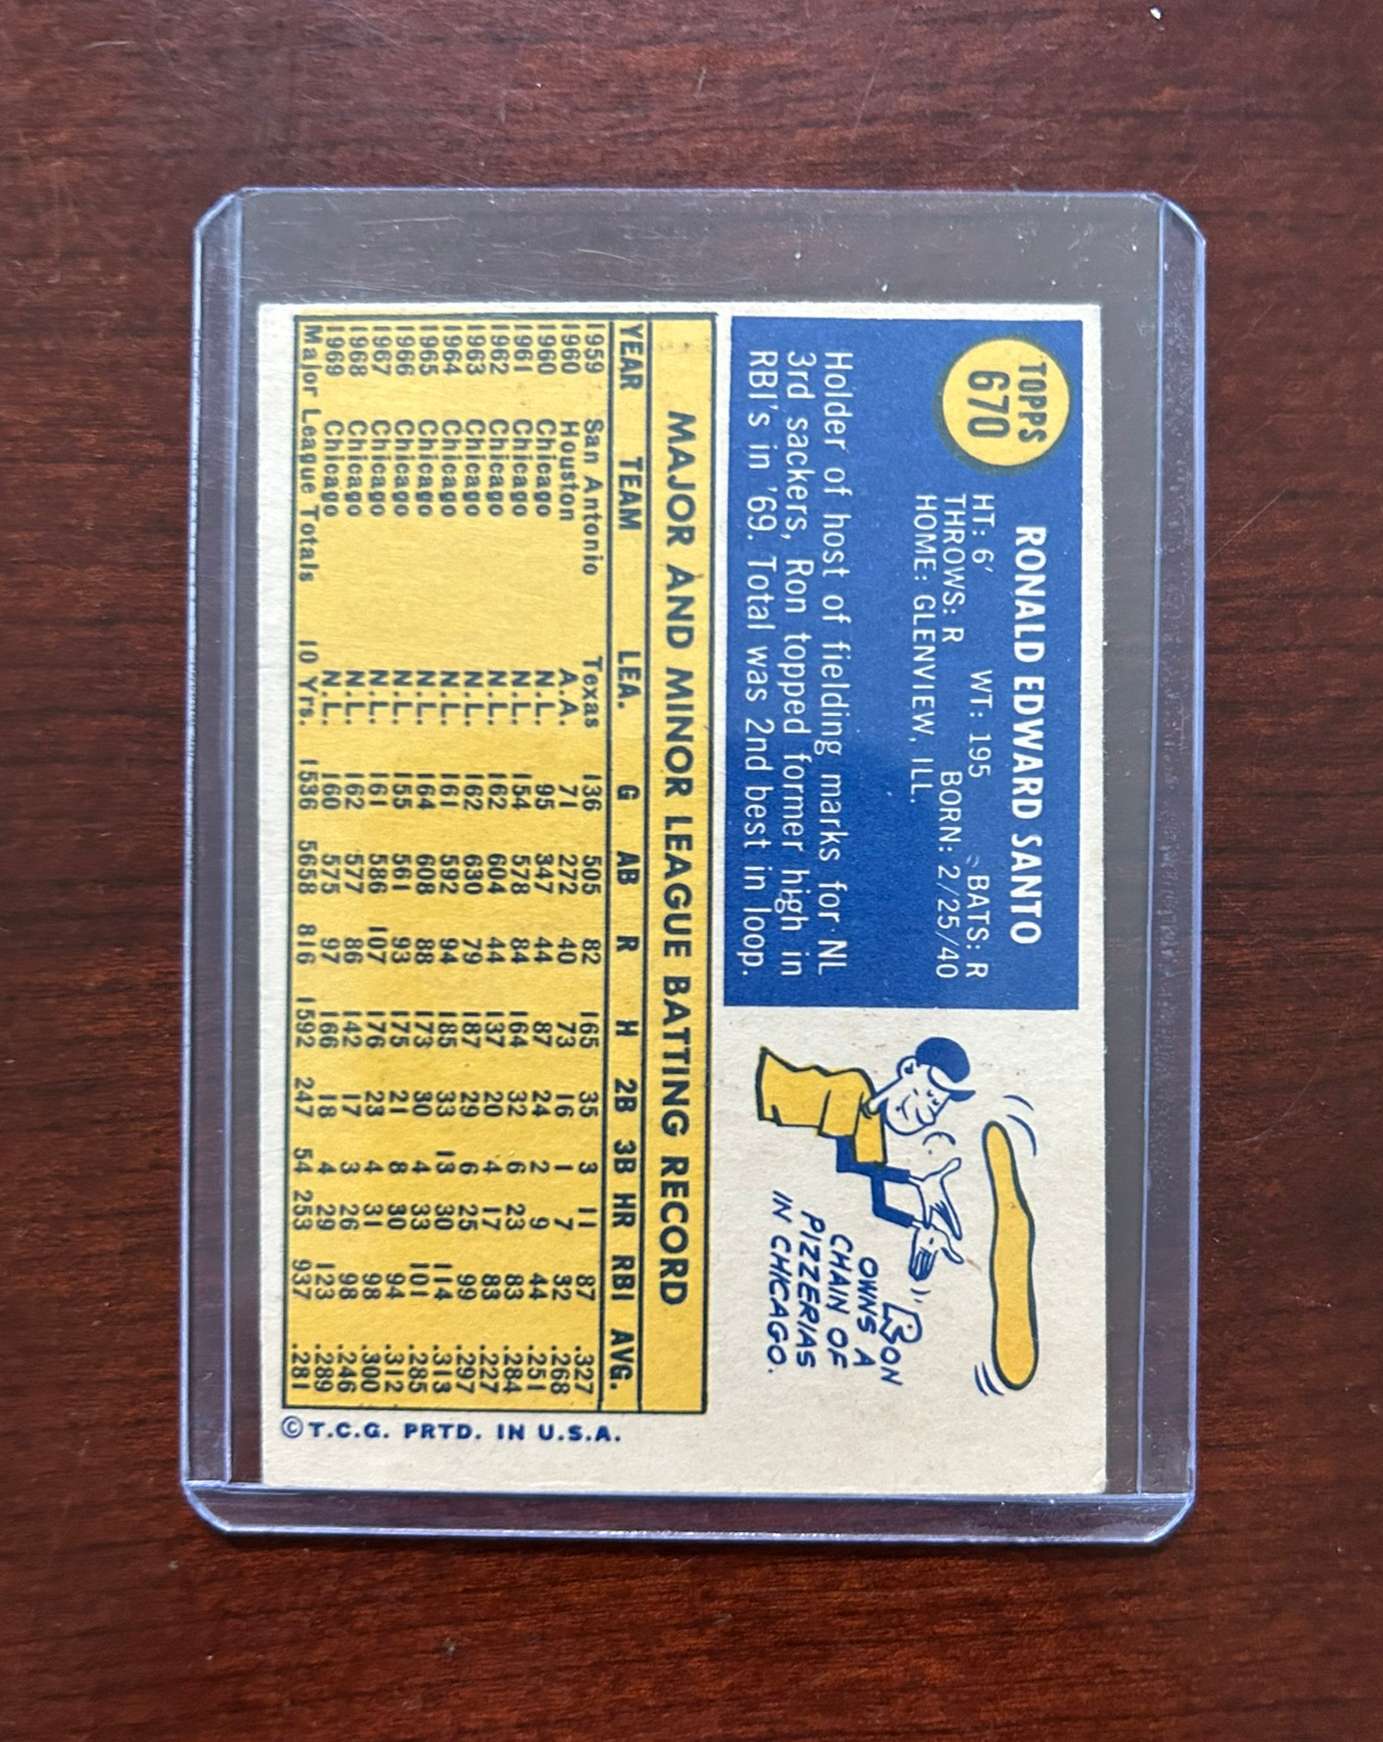 TOPPS
670
RONALD EDWARD SANTO
HT: 6' WT: 195 BATS: R
THROWS: R BORN: 2/25/40
HOME: GLENVIEW, ILL.
Holder of host of fielding marks for NL
3rd sackers, Ron topped former high in
RBI's in '69. Total was 2nd best in loop.
RON
OWNS A
CHAIN OF
PIZZERIAS
IN CHICAGO.
MAJOR AND MINOR LEAGUE BATTING RECORD
YEAR TEAM LEA. G AB R H 2B 3B HR RBI AVG.
1959 San Antonio Texas 136 505 82 165 35 3 11 87 .327
1960 Houston A.A. 71 272 40 73 16 1 7 32 .268
1960 Chicago N.L. 95 347 44 87 24 2 9 44 .251
1961 Chicago N.L. 154 578 84 164 32 6 23 83 .284
1962 Chicago N.L. 162 604 44 137 20 4 17 83 .227
1963 Chicago N.L. 162 630 79 187 29 6 25 99 .297
1964 Chicago N.L. 161 592 94 185 33 13 30 114 .313
1965 Chicago N.L. 164 608 88 173 30 4 33 101 .285
1966 Chicago N.L. 155 561 93 175 21 8 30 94 .312
1967 Chicago N.L. 161 586 107 176 23 4 31 98 .300
1968 Chicago N.L. 162 577 86 142 17 3 26 98 .246
1969 Chicago N.L. 160 575 97 166 18 4 29 123 .289
Major League Totals 10 Yrs. 1536 5658 816 1592 247 54 253 937 .281
©T.C.G. PRTD. IN U.S.A.